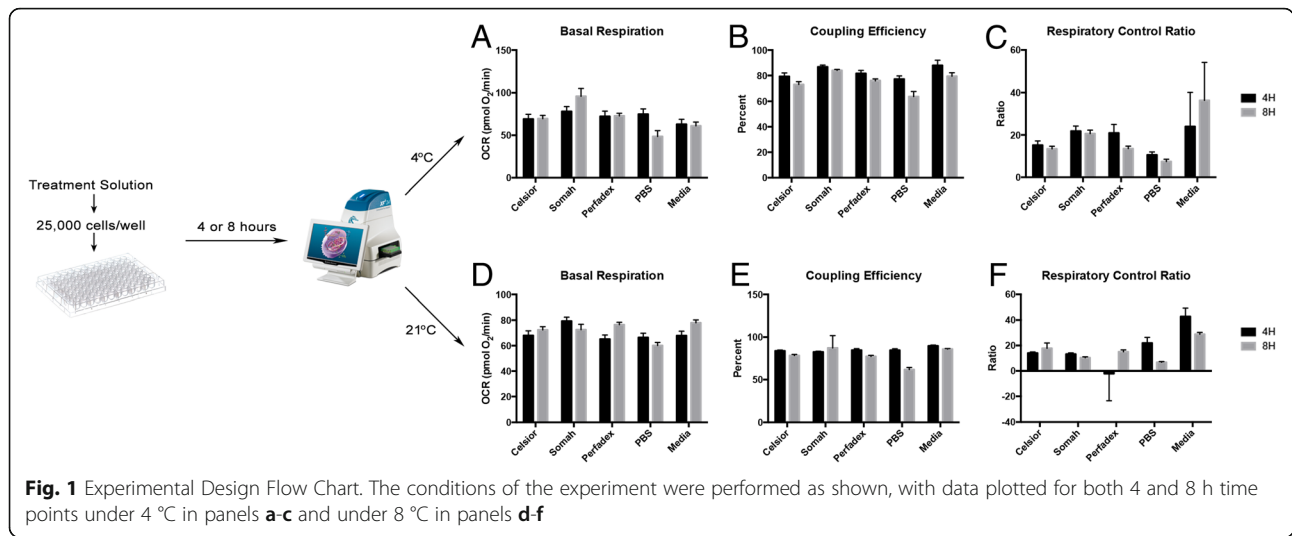 Treatment Solution
25,000 cells/well
4 or 8 hours
4ºC
21ºC
A
Basal Respiration
OCR (pmol O2/min)
150
100
50
0
Celsior
Somah
Perfadex
PBS
Media
B
Coupling Efficiency
Percent
100
80
60
40
20
0
Celsior
Somah
Perfadex
PBS
Media
C
Respiratory Control Ratio
Ratio
60
40
20
0
Celsior
Somah
Perfadex
PBS
Media
4H
8H
D
Basal Respiration
OCR (pmol O2/min)
100
80
60
40
20
0
Celsior
Somah
Perfadex
PBS
Media
E
Coupling Efficiency
Percent
150
100
50
0
Celsior
Somah
Perfadex
PBS
Media
F
Respiratory Control Ratio
Ratio
60
40
20
0
-20
-40
Celsior
Somah
Perfadex
PBS
Media
4H
8H
Fig. 1 Experimental Design Flow Chart. The conditions of the experiment were performed as shown, with data plotted for both 4 and 8 h time
points under 4 °C in panels a-c and under 8 °C in panels d-f